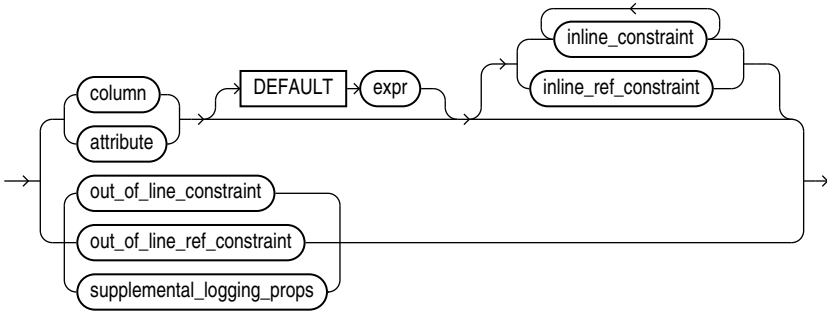 inline_constraint
inline_ref_constraint
column
DEFAULT
expr
attribute
out_of_line_constraint
out_of_line_ref_constraint
supplemental_logging_props